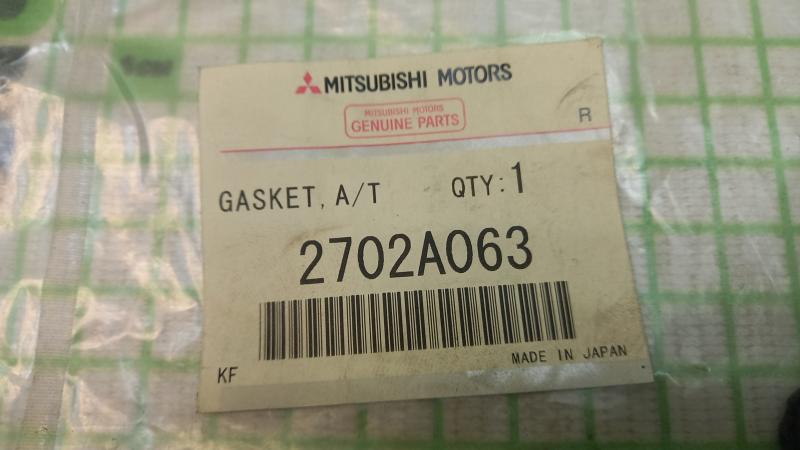 MITSUBISHI MOTORS
MITSUBISHI MOTORS
GENUINE PARTS
R
GASKET, A/T QTY:1
2702A063
MADE IN JAPAN
KF